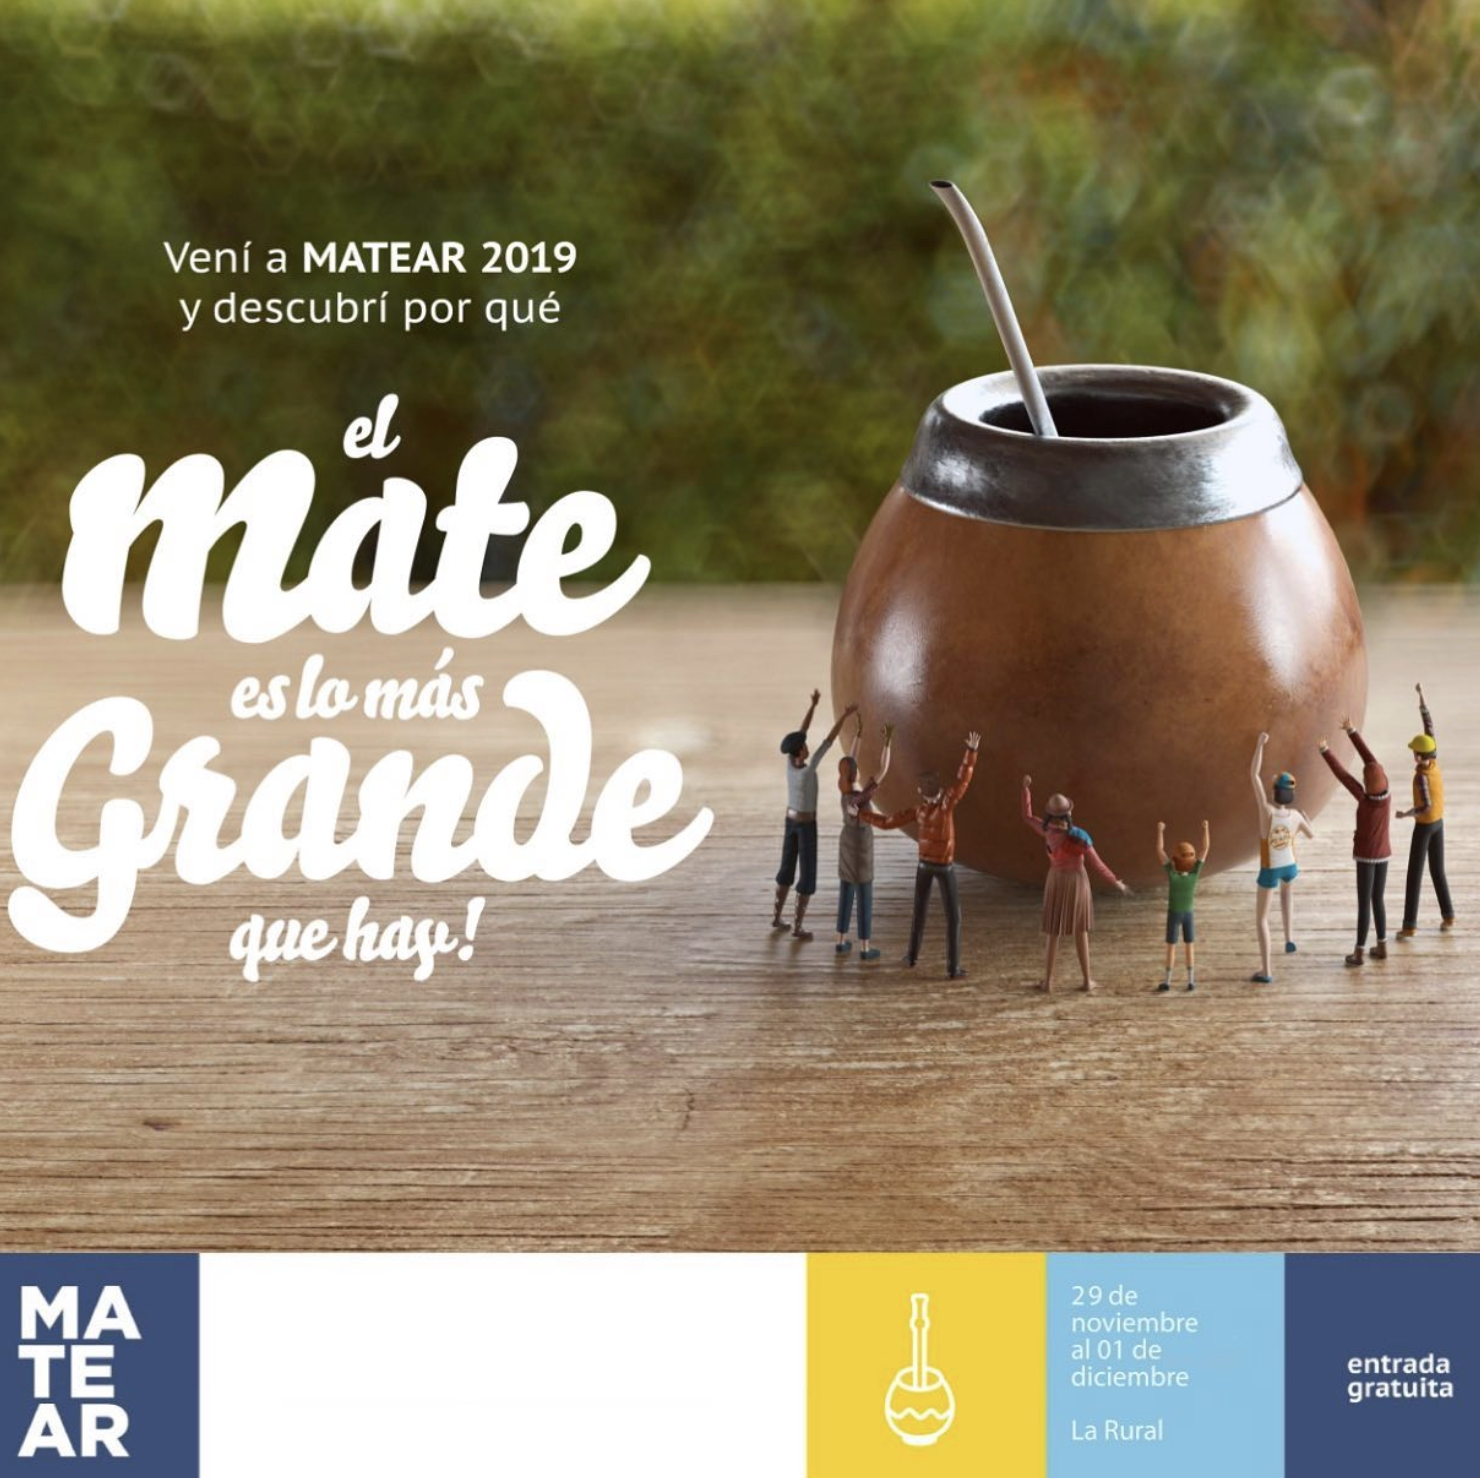 Vení a MATEAR 2019
y descubrí por qué
el
mate
es lo más
Grande
que hay!
MA
TE
AR
29 de
noviembre
al 01 de
diciembre
La Rural
entrada
gratuita